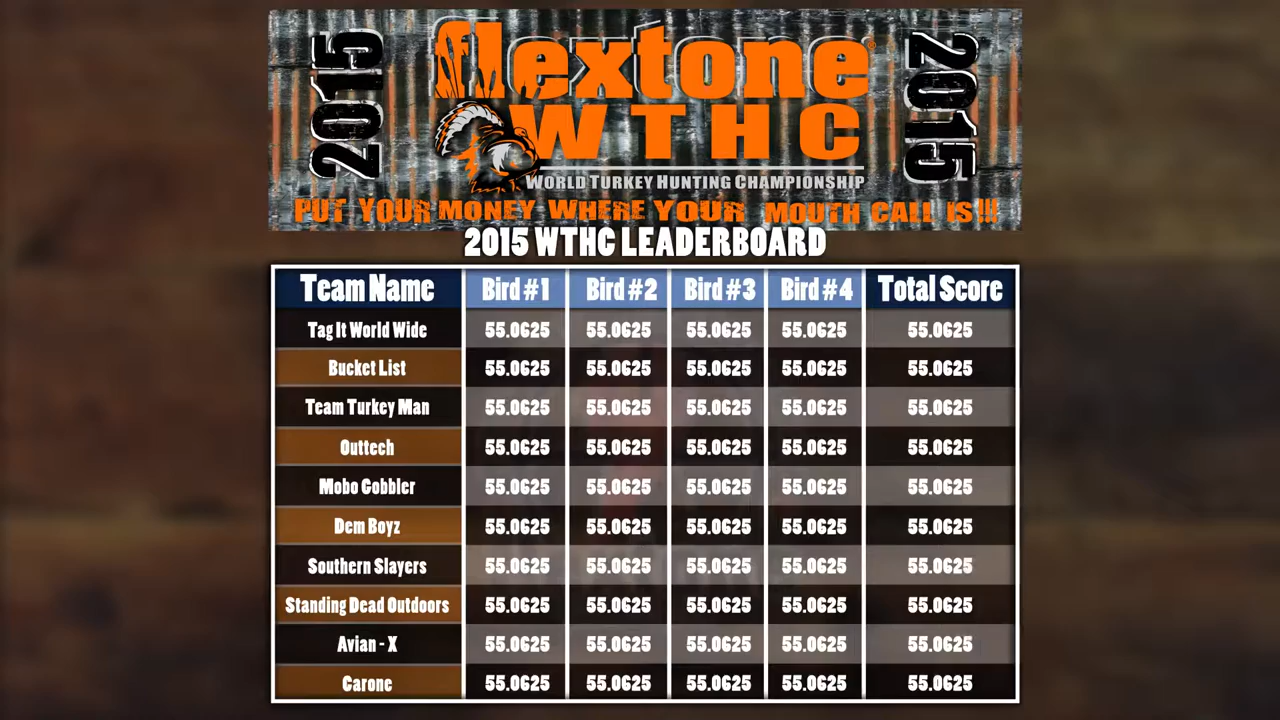 2015
flextone®
WTHC
WORLD TURKEY HUNTING CHAMPIONSHIP
2015
PUT YOUR MONEY WHERE YOUR MOUTH CALL IS!!!
2015 WTHC LEADERBOARD
Team Name Bird #1 Bird #2 Bird #3 Bird #4 Total Score
Tag It World Wide 55.0625 55.0625 55.0625 55.0625 55.0625
Bucket List 55.0625 55.0625 55.0625 55.0625 55.0625
Team Turkey Man 55.0625 55.0625 55.0625 55.0625 55.0625
Outtech 55.0625 55.0625 55.0625 55.0625 55.0625
Mobo Gobbler 55.0625 55.0625 55.0625 55.0625 55.0625
Dem Boyz 55.0625 55.0625 55.0625 55.0625 55.0625
Southern Slayers 55.0625 55.0625 55.0625 55.0625 55.0625
Standing Dead Outdoors 55.0625 55.0625 55.0625 55.0625 55.0625
Avian - X 55.0625 55.0625 55.0625 55.0625 55.0625
Carone 55.0625 55.0625 55.0625 55.0625 55.0625